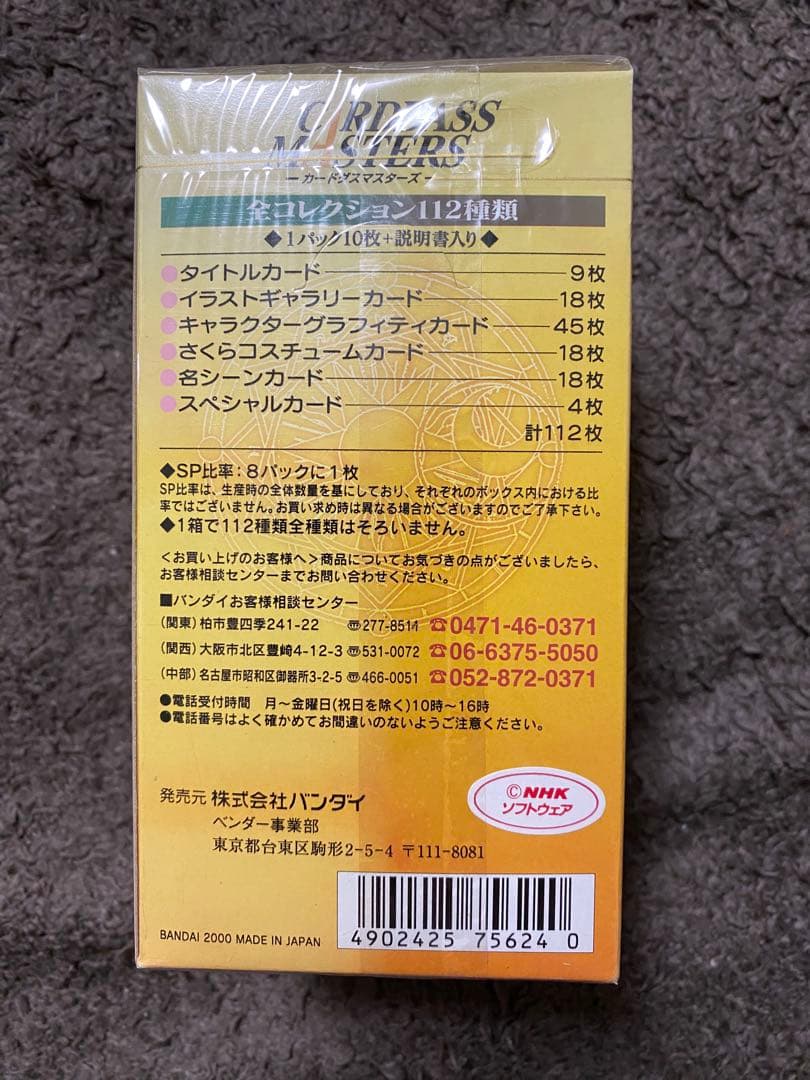 CARDDASS
MASTERS
-カードダスマスターズ-
全コレクション112種類
◆1パック10枚+説明書入り◆
●タイトルカード 9枚
●イラストギャラリーカード 18枚
●キャラクターグラフィティカード 45枚
●さくらコスチュームカード 18枚
●名シーンカード 18枚
●スペシャルカード 4枚
計112枚
◆SP比率:8パックに1枚
SP比率は、生産時の全体数量を基にしており、それぞれのボックス内における比
率ではございません。お買い求め時は異なる場合がございますのでご了承下さい。
◆1箱で112種類全種類はそろいません。
<お買い上げのお客様へ>商品についてお気づきの点がございましたら、
お客様相談センターまでお問い合わせください。
■バンダイお客様相談センター
(関東)柏市豊四季241-22 〠277-8511 ☎0471-46-0371
(関西)大阪市北区豊崎4-12-3 〠531-0072 ☎06-6375-5050
(中部)名古屋市昭和区御器所3-2-5 〠466-0051 ☎052-872-0371
●電話受付時間 月~金曜日(祝日を除く)10時~16時
●電話番号はよく確かめてお間違いのないようご注意ください。
©NHK
ソフトウェア
発売元 株式会社バンダイ
ベンダー事業部
東京都台東区駒形2-5-4 〒111-8081
BANDAI 2000 MADE IN JAPAN
4902425 75624 0